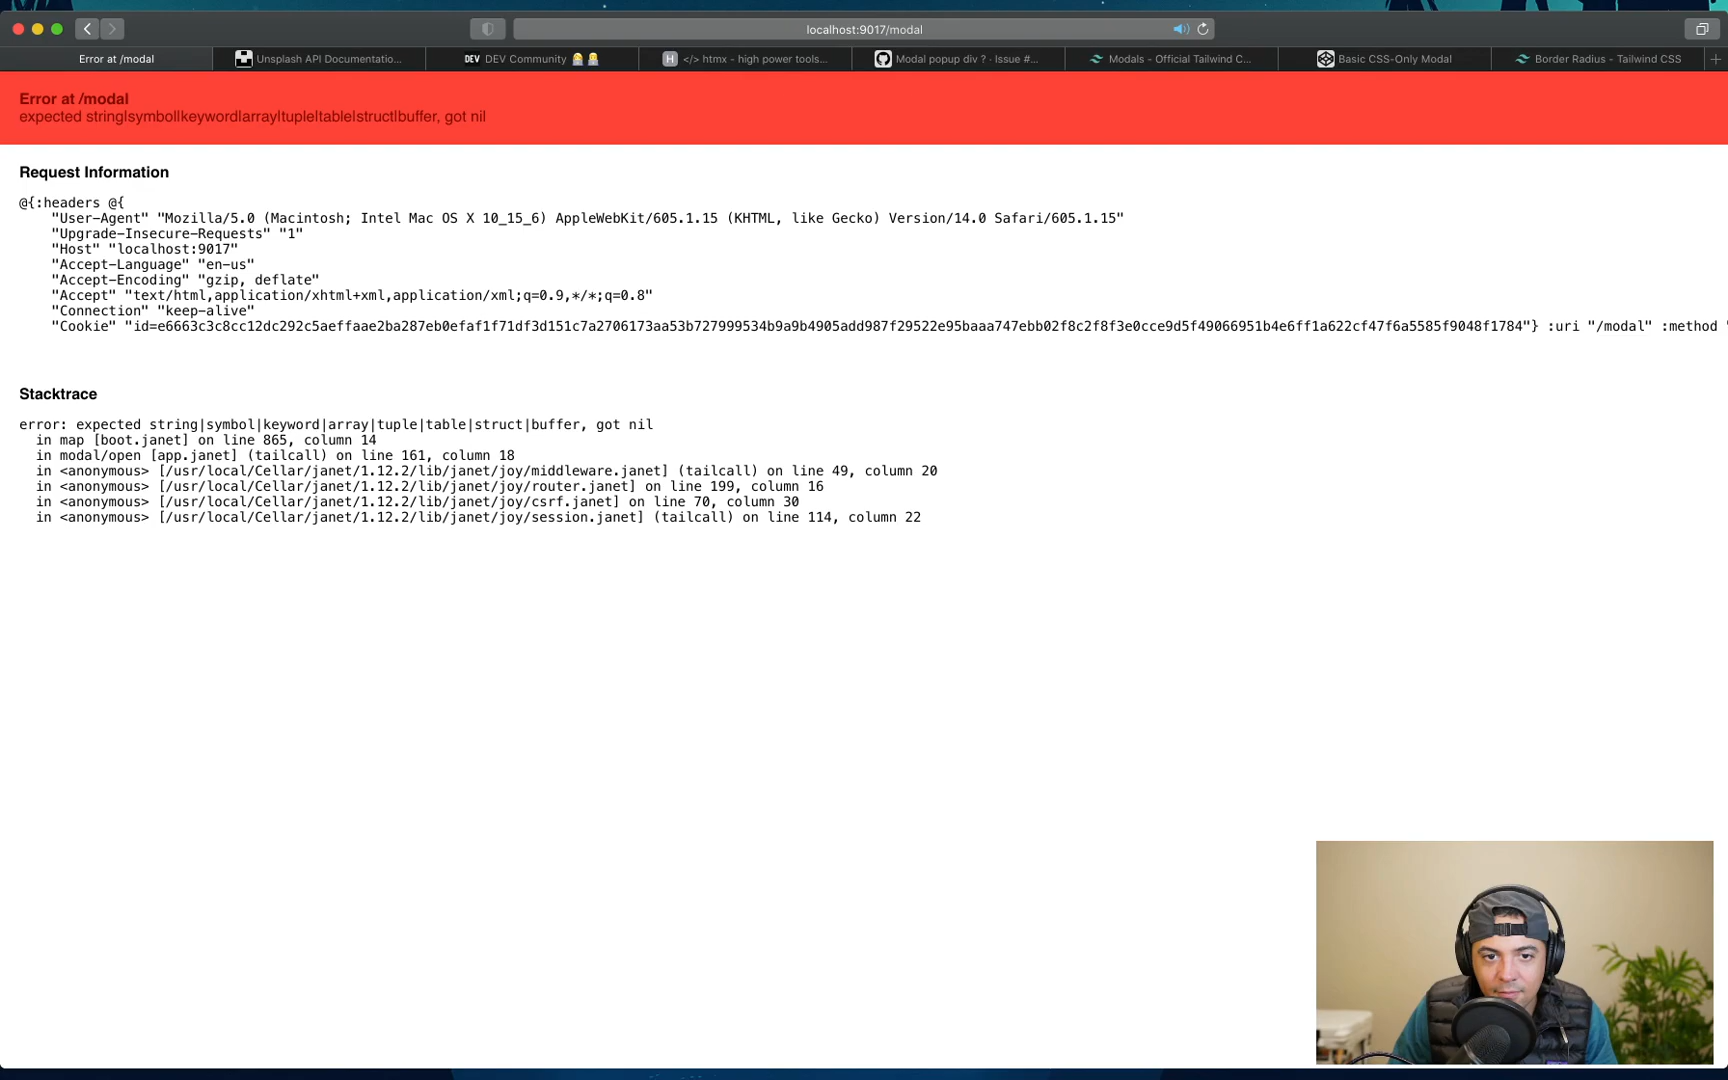 localhost:9017/modal
Error at /modal
Unsplash API Documentatio...
DEV DEV Community
H </> htmx - high power tools...
Modal popup div ? · Issue #...
Modals - Official Tailwind C...
Basic CSS-Only Modal
Border Radius - Tailwind CSS
Error at /modal
expected string|symbol|keyword|array|tuple|table|struct|buffer, got nil
Request Information
@{:headers @{
"User-Agent" "Mozilla/5.0 (Macintosh; Intel Mac OS X 10_15_6) AppleWebKit/605.1.15 (KHTML, like Gecko) Version/14.0 Safari/605.1.15"
"Upgrade-Insecure-Requests" "1"
"Host" "localhost:9017"
"Accept-Language" "en-us"
"Accept-Encoding" "gzip, deflate"
"Accept" "text/html,application/xhtml+xml,application/xml;q=0.9,*/*;q=0.8"
"Connection" "keep-alive"
"Cookie" "id=e6663c3c8cc12dc292c5aeffaae2ba287eb0efaf1f71df3d151c7a2706173aa53b727999534b9a9b4905add987f29522e95baaa747ebb02f8c2f8f3e0cce9d5f49066951b4e6ff1a622cf47f6a5585f9048f1784"} :uri "/modal" :method "
Stacktrace
error: expected string|symbol|keyword|array|tuple|table|struct|buffer, got nil
in map [boot.janet] on line 865, column 14
in modal/open [app.janet] (tailcall) on line 161, column 18
in <anonymous> [/usr/local/Cellar/janet/1.12.2/lib/janet/joy/middleware.janet] (tailcall) on line 49, column 20
in <anonymous> [/usr/local/Cellar/janet/1.12.2/lib/janet/joy/router.janet] on line 199, column 16
in <anonymous> [/usr/local/Cellar/janet/1.12.2/lib/janet/joy/csrf.janet] on line 70, column 30
in <anonymous> [/usr/local/Cellar/janet/1.12.2/lib/janet/joy/session.janet] (tailcall) on line 114, column 22